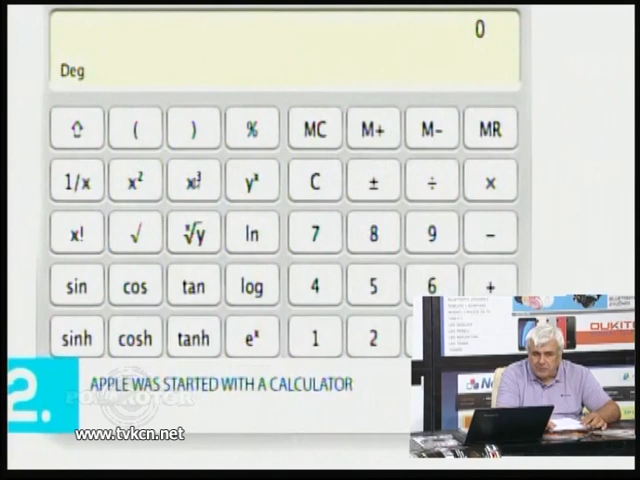 0
Deg
⇧ ( ) % MC M+ M− MR
1/x x² x³ yˣ C ± ÷ ×
x! √ ˣ√y ln 7 8 9 −
sin cos tan log 4 5 6 +
sinh cosh tanh eˣ 1 2
2.
APPLE WAS STARTED WITH A CALCULATOR
www.tvkcn.net
OUKIT